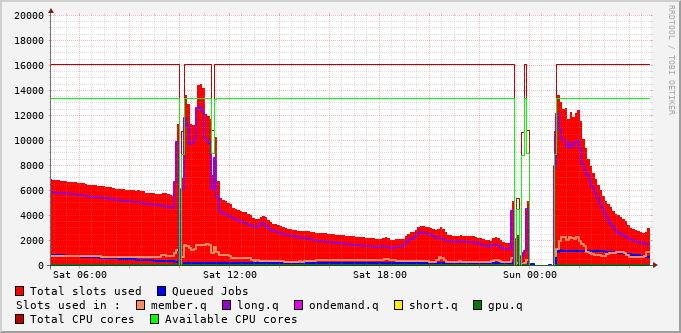 RRDTOOL / TOBI OETIKER
20000
18000
16000
14000
12000
10000
8000
6000
4000
2000
0
Sat 06:00 Sat 12:00 Sat 18:00 Sun 00:00
Total slots used Queued Jobs
Slots used in : member.q long.q ondemand.q short.q gpu.q
Total CPU cores Available CPU cores